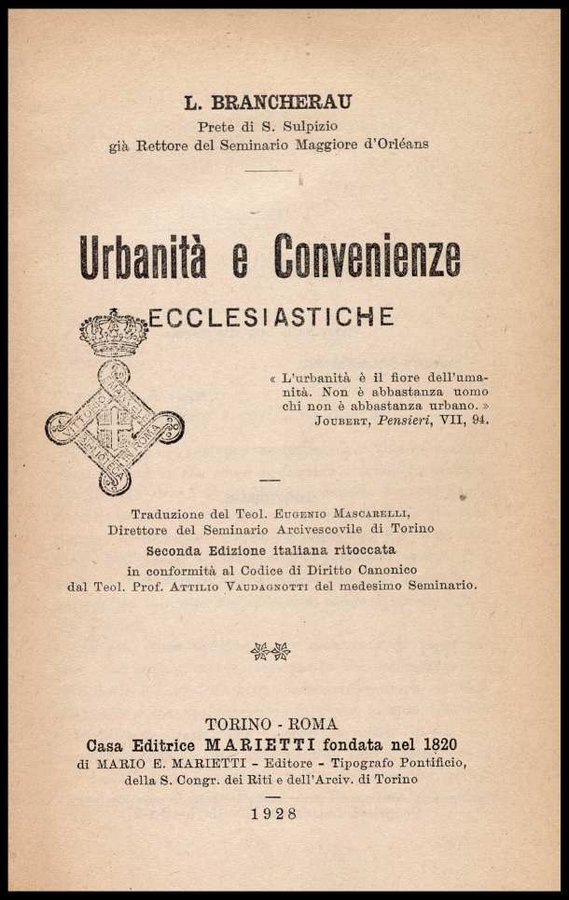 L. BRANCHERAU
Prete di S. Sulpizio
già Rettore del Seminario Maggiore d'Orléans
Urbanità e Convenienze
ECCLESIASTICHE
« L'urbanità è il fiore dell'uma-
nità. Non è abbastanza uomo
chi non è abbastanza urbano. »
JOUBERT, Pensieri, VII, 94.
VITTORIO EMANUELE
BIBLIOTECA
ROMA
Traduzione del Teol. EUGENIO MASCARELLI,
Direttore del Seminario Arcivescovile di Torino
Seconda Edizione italiana ritoccata
in conformità al Codice di Diritto Canonico
dal Teol. Prof. ATTILIO VAUDAGNOTTI del medesimo Seminario.
TORINO - ROMA
Casa Editrice MARIETTI fondata nel 1820
di MARIO E. MARIETTI - Editore - Tipografo Pontificio,
della S. Congr. dei Riti e dell'Arciv. di Torino
1928